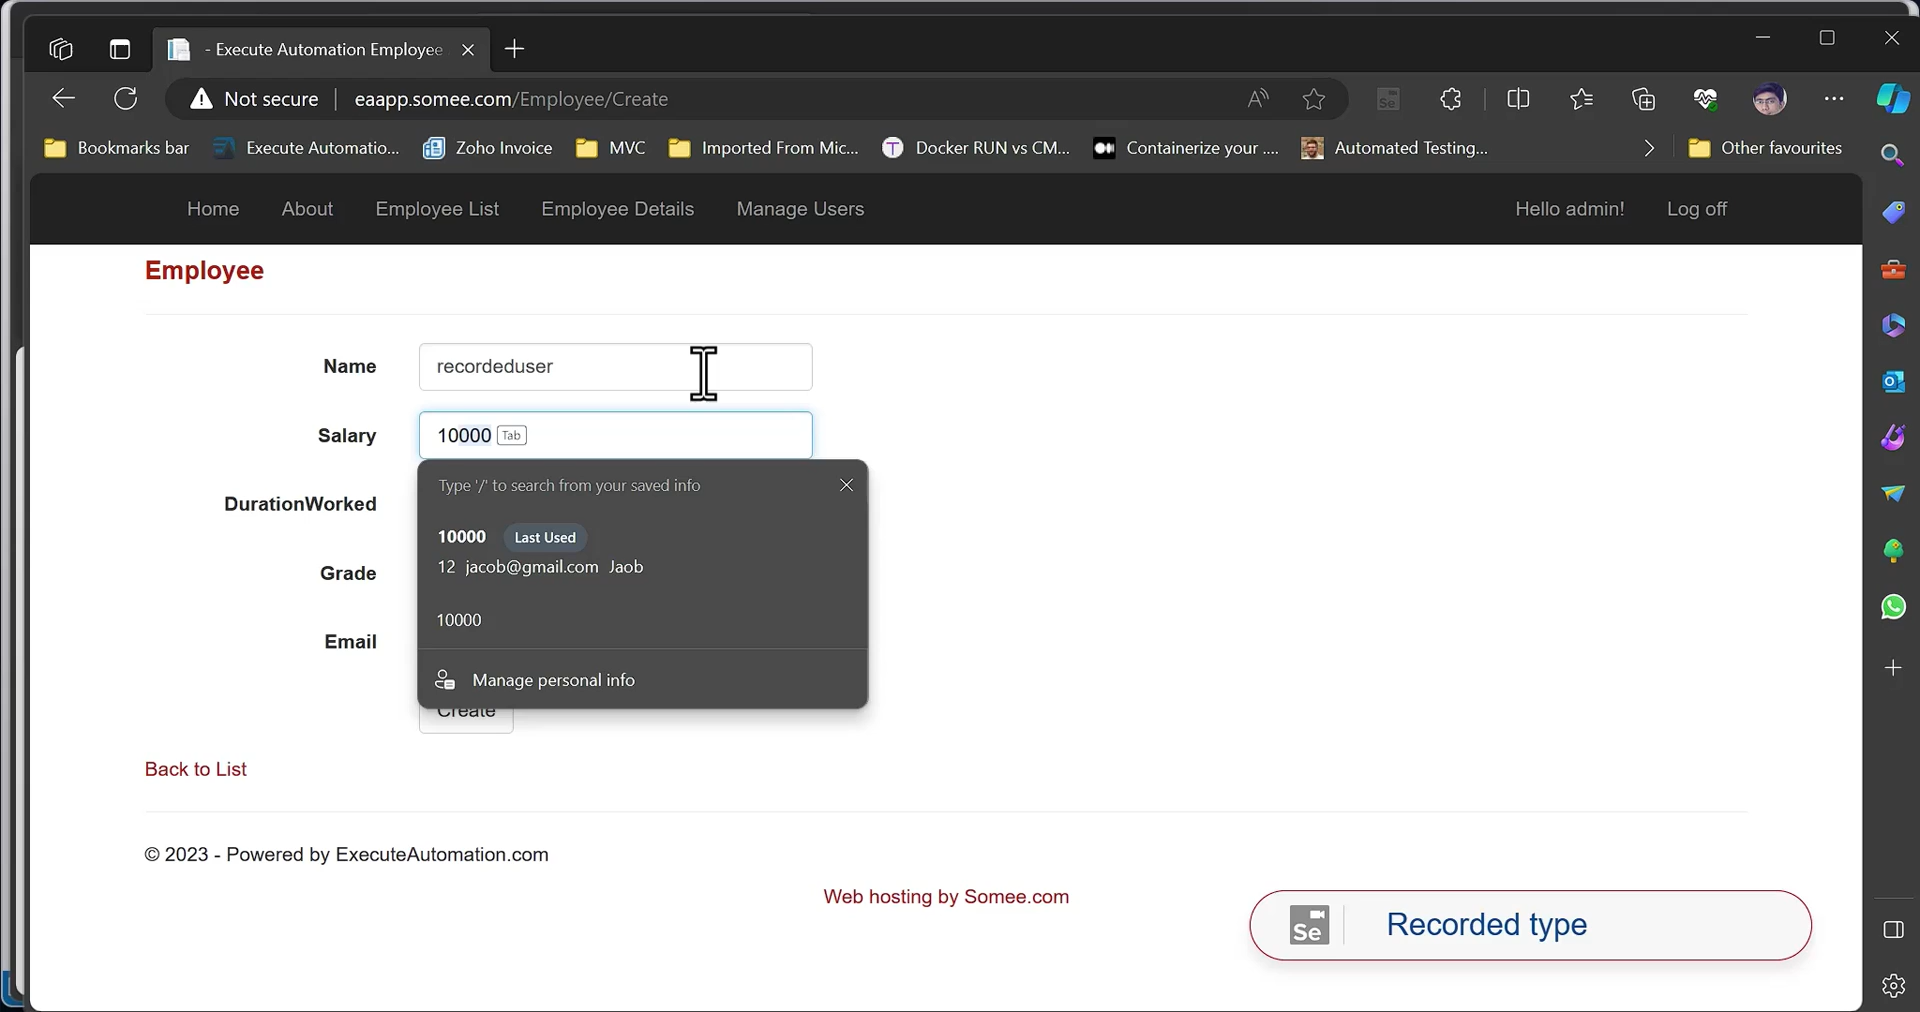 - Execute Automation Employee
Not secure
eaapp.somee.com/Employee/Create
A))
Se
Bookmarks bar
Execute Automatio...
Zoho Invoice
MVC
Imported From Mic...
T
Docker RUN vs CM...
Containerize your ....
Automated Testing...
Other favourites
Home
About
Employee List
Employee Details
Manage Users
Hello admin!
Log off
Employee
Name
recordeduser
Salary
10000
Tab
Type '/' to search from your saved info
10000
Last Used
12 jacob@gmail.com Jaob
10000
Manage personal info
DurationWorked
Grade
Email
Create
Back to List
© 2023 - Powered by ExecuteAutomation.com
Web hosting by Somee.com
Se
Recorded type